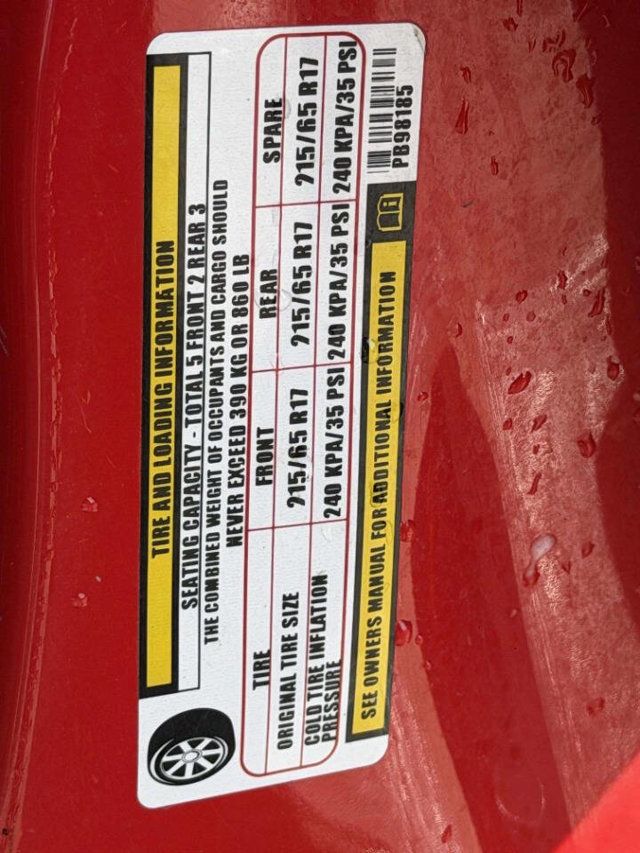 TIRE AND LOADING INFORMATION
SEATING CAPACITY - TOTAL 5 FRONT 2 REAR 3
THE COMBINED WEIGHT OF OCCUPANTS AND CARGO SHOULD
NEVER EXCEED 390 KG OR 860 LB
TIRE FRONT REAR SPARE
ORIGINAL TIRE SIZE 215/65 R17 215/65 R17 215/65 R17
COLD TIRE INFLATION
PRESSURE 240 KPA/35 PSI 240 KPA/35 PSI 240 KPA/35 PSI
SEE OWNERS MANUAL FOR ADDITIONAL INFORMATION
PB98185